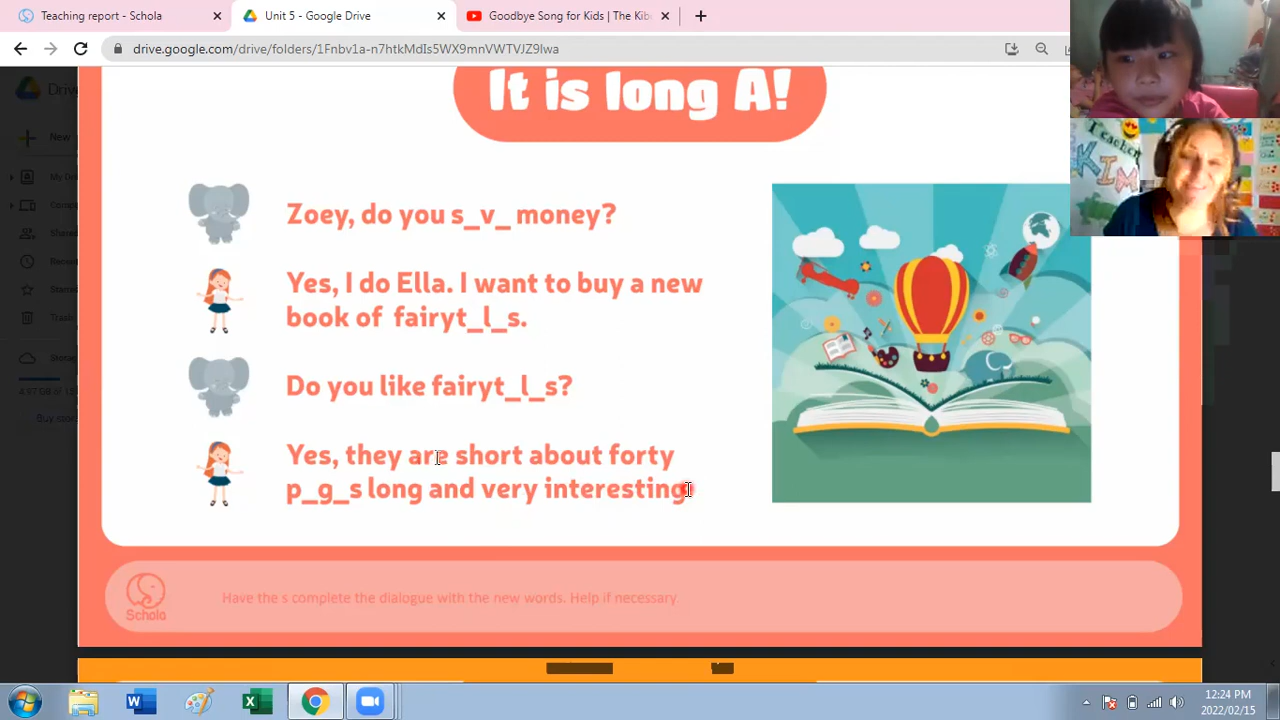 Teaching report - Schola
Unit 5 - Google Drive
Goodbye Song for Kids | The Kib
drive.google.com/drive/folders/1Fnbv1a-n7htkMdIs5WX9mnVWTVJZ9lwa
New
It is long A!
Zoey, do you s_v_ money?
Yes, I do Ella. I want to buy a new
book of fairyt_l_s.
Do you like fairyt_l_s?
Yes, they are short about forty
p_g_s long and very interesting
Schola
Have the s complete the dialogue with the new words. Help if necessary
Teacher
KIM
12:24 PM
2022/02/15